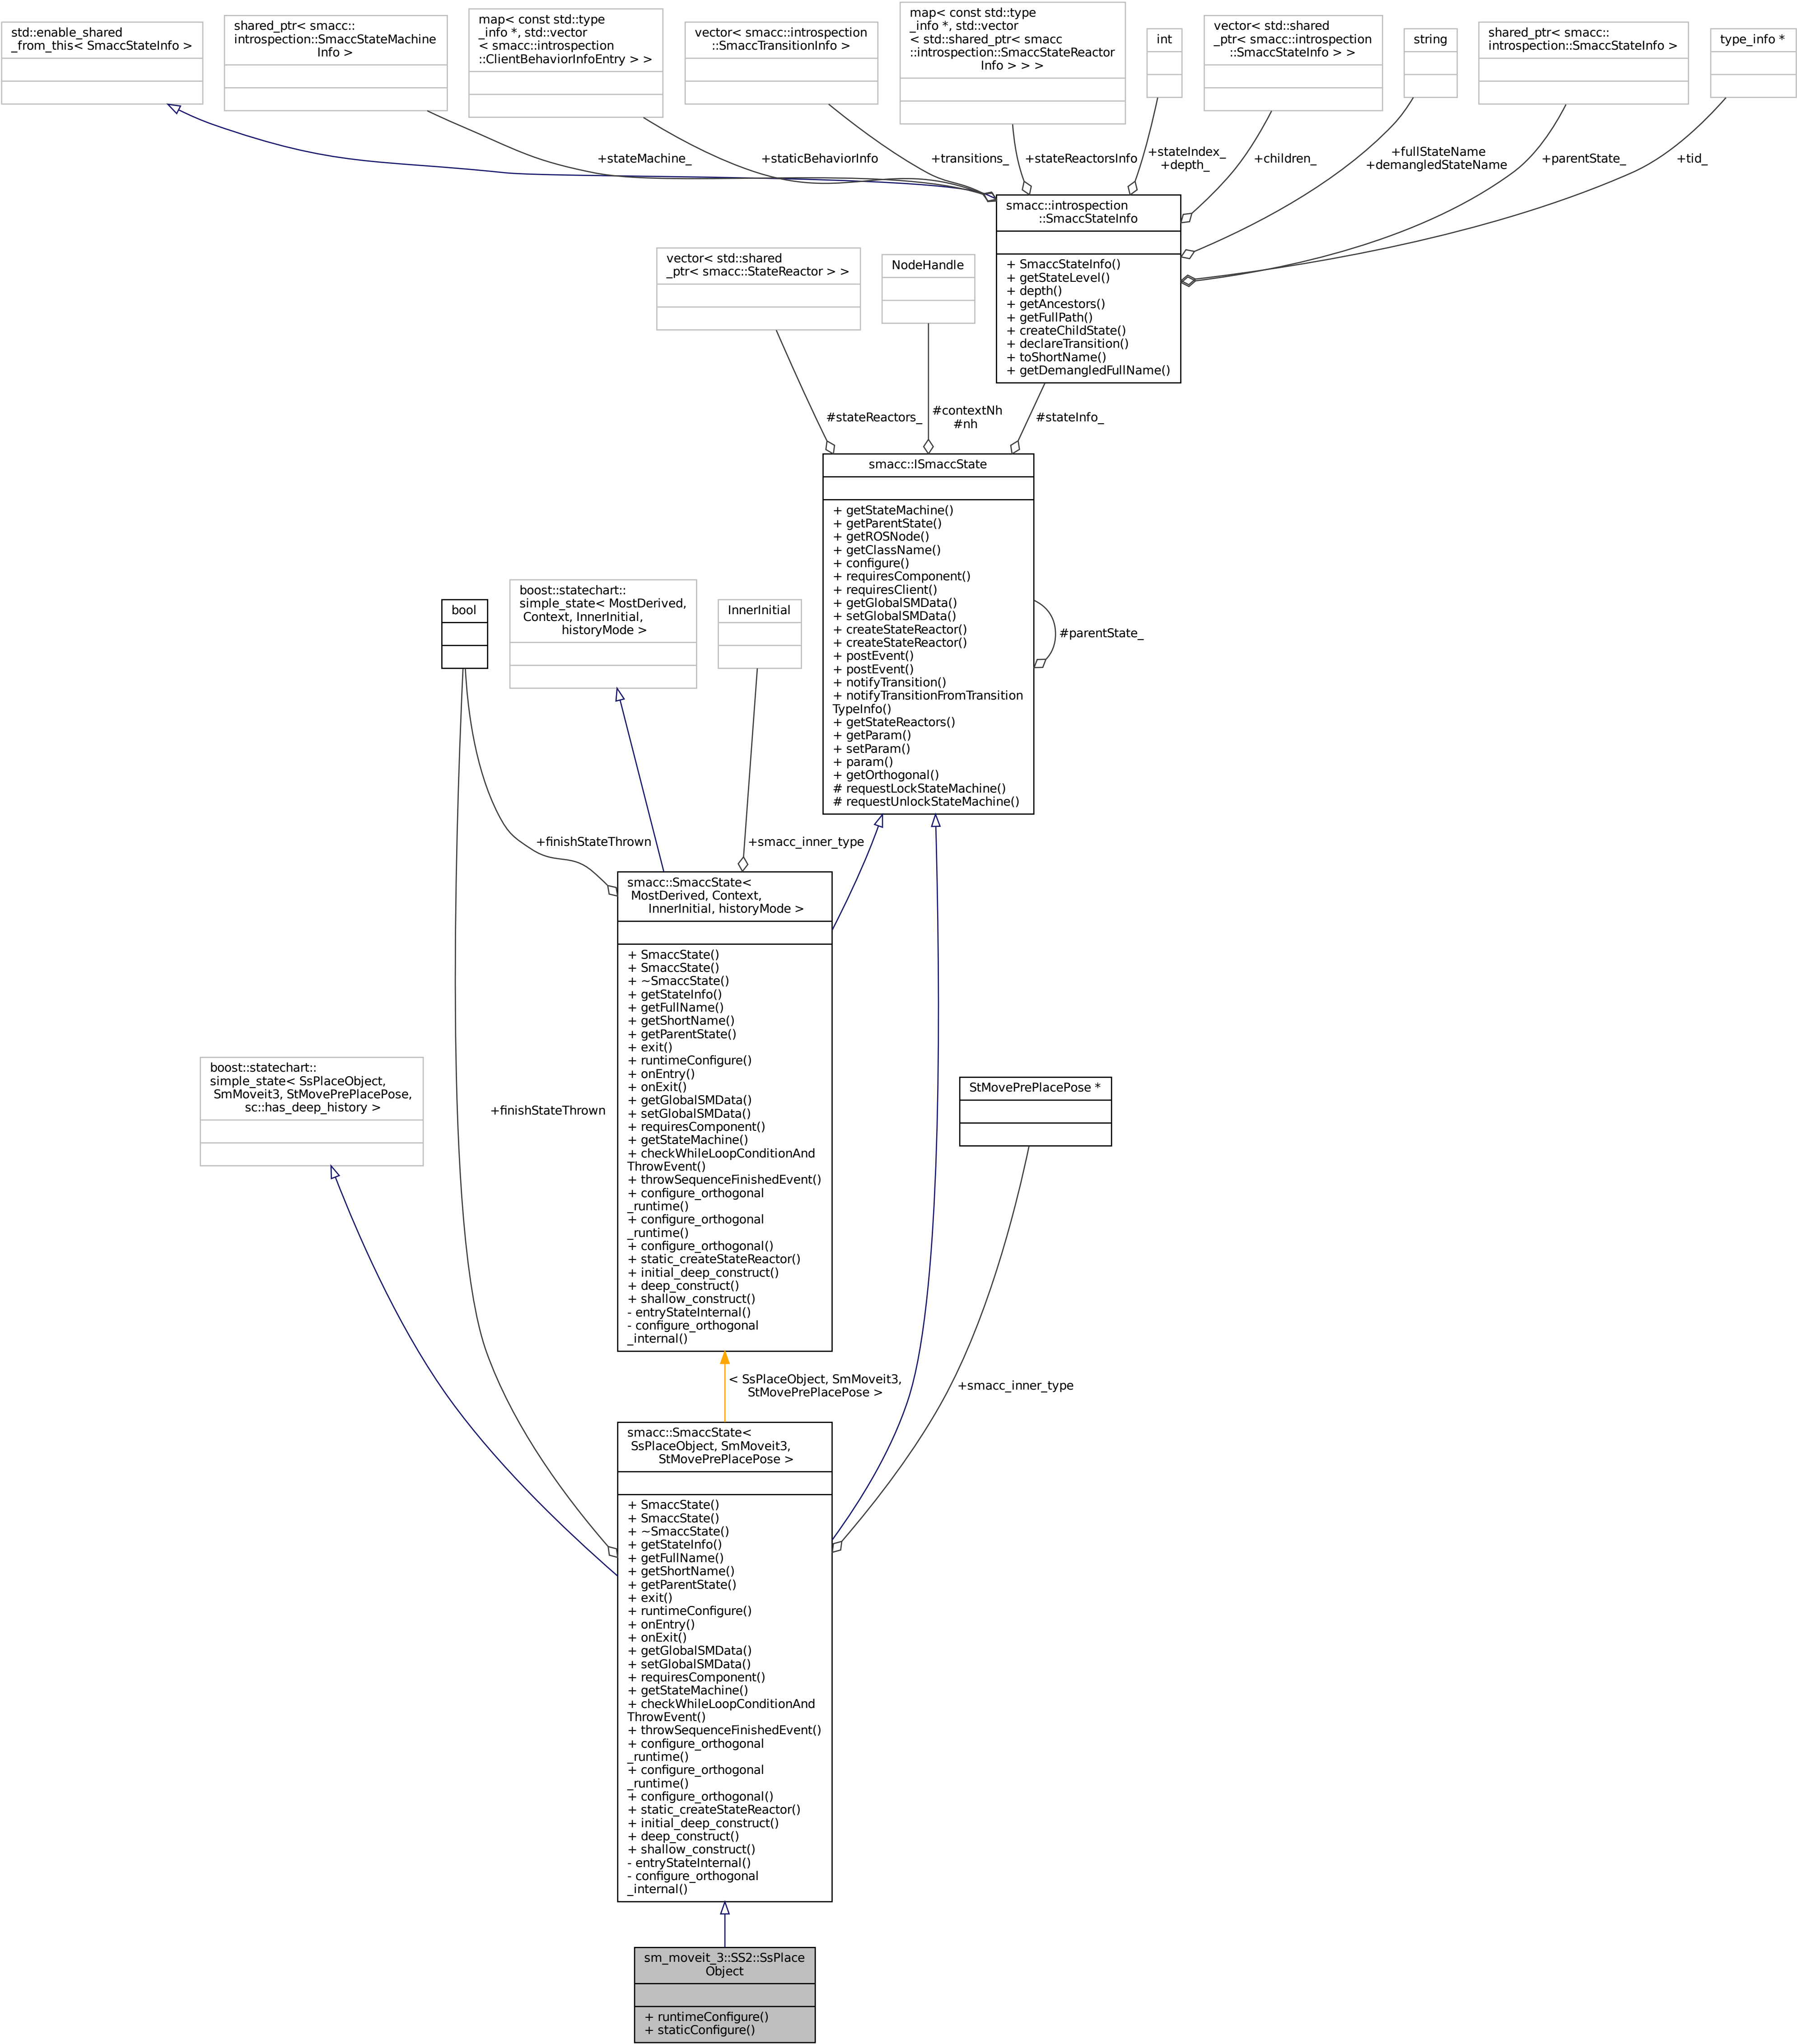 std::enable_shared
_from_this< SmaccStateInfo >
shared_ptr< smacc::
introspection::SmaccStateMachine
Info >
map< const std::type
_info *, std::vector
< smacc::introspection
::ClientBehaviorInfoEntry > >
vector< smacc::introspection
::SmaccTransitionInfo >
map< const std::type
_info *, std::vector
< std::shared_ptr< smacc
::introspection::SmaccStateReactor
Info > > >
int
vector< std::shared
_ptr< smacc::introspection
::SmaccStateInfo > >
string
shared_ptr< smacc::
introspection::SmaccStateInfo >
type_info *
+stateMachine_
+staticBehaviorInfo
+transitions_
+stateReactorsInfo
+stateIndex_
+depth_
+children_
+fullStateName
+demangledStateName
+parentState_
+tid_
smacc::introspection
::SmaccStateInfo
+ SmaccStateInfo()
+ getStateLevel()
+ depth()
+ getAncestors()
+ getFullPath()
+ createChildState()
+ declareTransition()
+ toShortName()
+ getDemangledFullName()
vector< std::shared
_ptr< smacc::StateReactor > >
NodeHandle
#stateReactors_
#contextNh
#nh
#stateInfo_
smacc::ISmaccState
+ getStateMachine()
+ getParentState()
+ getROSNode()
+ getClassName()
+ configure()
+ requiresComponent()
+ requiresClient()
+ getGlobalSMData()
+ setGlobalSMData()
+ createStateReactor()
+ createStateReactor()
+ postEvent()
+ postEvent()
+ notifyTransition()
+ notifyTransitionFromTransition
TypeInfo()
+ getStateReactors()
+ getParam()
+ setParam()
+ param()
+ getOrthogonal()
# requestLockStateMachine()
# requestUnlockStateMachine()
#parentState_
bool
boost::statechart::
simple_state< MostDerived,
Context, InnerInitial,
historyMode >
InnerInitial
+finishStateThrown
+smacc_inner_type
smacc::SmaccState<
MostDerived, Context,
InnerInitial, historyMode >
+ SmaccState()
+ SmaccState()
+ ~SmaccState()
+ getStateInfo()
+ getFullName()
+ getShortName()
+ getParentState()
+ exit()
+ runtimeConfigure()
+ onEntry()
+ onExit()
+ getGlobalSMData()
+ setGlobalSMData()
+ requiresComponent()
+ getStateMachine()
+ checkWhileLoopConditionAnd
ThrowEvent()
+ throwSequenceFinishedEvent()
+ configure_orthogonal
_runtime()
+ configure_orthogonal
_runtime()
+ configure_orthogonal()
+ static_createStateReactor()
+ initial_deep_construct()
+ deep_construct()
+ shallow_construct()
- entryStateInternal()
- configure_orthogonal
_internal()
boost::statechart::
simple_state< SsPlaceObject,
SmMoveit3, StMovePrePlacePose,
sc::has_deep_history >
+finishStateThrown
StMovePrePlacePose *
< SsPlaceObject, SmMoveit3,
StMovePrePlacePose >
+smacc_inner_type
smacc::SmaccState<
SsPlaceObject, SmMoveit3,
StMovePrePlacePose >
+ SmaccState()
+ SmaccState()
+ ~SmaccState()
+ getStateInfo()
+ getFullName()
+ getShortName()
+ getParentState()
+ exit()
+ runtimeConfigure()
+ onEntry()
+ onExit()
+ getGlobalSMData()
+ setGlobalSMData()
+ requiresComponent()
+ getStateMachine()
+ checkWhileLoopConditionAnd
ThrowEvent()
+ throwSequenceFinishedEvent()
+ configure_orthogonal
_runtime()
+ configure_orthogonal
_runtime()
+ configure_orthogonal()
+ static_createStateReactor()
+ initial_deep_construct()
+ deep_construct()
+ shallow_construct()
- entryStateInternal()
- configure_orthogonal
_internal()
sm_moveit_3::SS2::SsPlace
Object
+ runtimeConfigure()
+ staticConfigure()